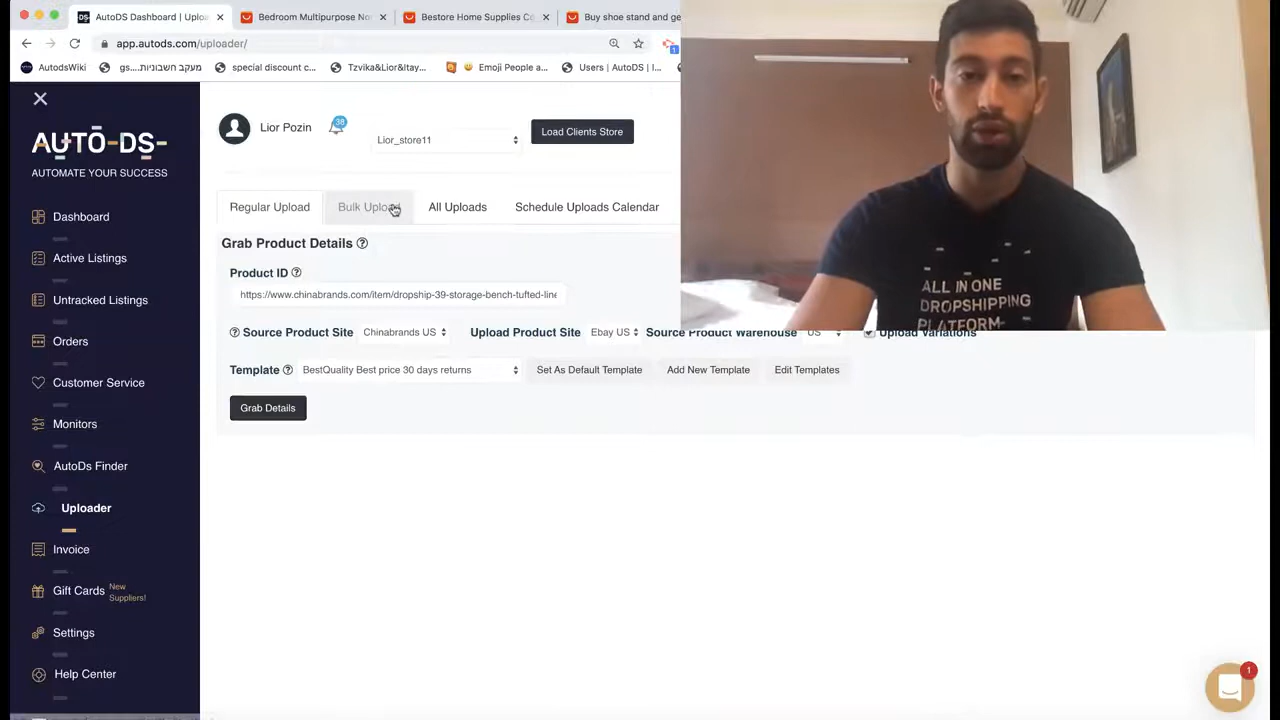 AutoDS Dashboard | Uploa
Bedroom Multipurpose No
Bestore Home Supplies C
Buy shoe stand and ge
app.autods.com/uploader/
1
AutodsWiki
מעקב חשבוניות...gs
special discount c...
Tzvika&Lior&Itay...
Emoji People a...
Users | AutoDS | I...
AUTO-DS-
AUTOMATE YOUR SUCCESS
Lior Pozin
38
Lior_store11
Load Clients Store
Dashboard
Active Listings
Untracked Listings
Orders
Customer Service
Monitors
AutoDs Finder
Uploader
Invoice
Gift Cards New Suppliers!
Settings
Help Center
Regular Upload
Bulk Upload
All Uploads
Schedule Uploads Calendar
Grab Product Details
Product ID
https://www.chinabrands.com/item/dropship-39-storage-bench-tufted-line
Source Product Site Chinabrands US Upload Product Site Ebay US Source Product Warehouse US Upload Variations
Template BestQuality Best price 30 days returns Set As Default Template Add New Template Edit Templates
Grab Details
ALL IN ONE
DROPSHIPPING
PLATFORM
1